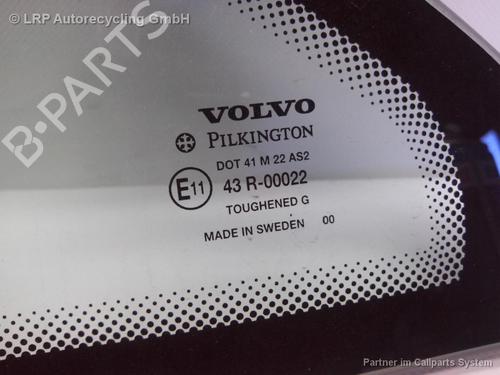 © LRP Autorecycling GmbH
B-PARTS
VOLVO
PILKINGTON
DOT 41 M 22 AS2
E11 43 R-00022
TOUGHENED G
MADE IN SWEDEN 00
Partner im Callparts System